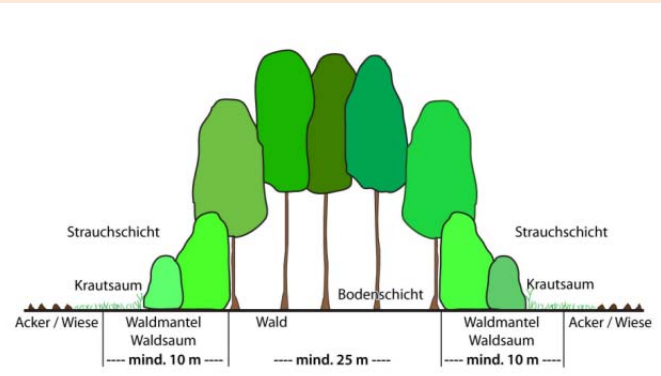 Strauchschicht
Strauchschicht
Krautsaum
Krautsaum
Bodenschicht
Acker / Wiese
Waldmantel
Waldsaum
Wald
Waldmantel
Waldsaum
Acker / Wiese
---- mind. 10 m ----
---- mind. 25 m ----
---- mind. 10 m ----